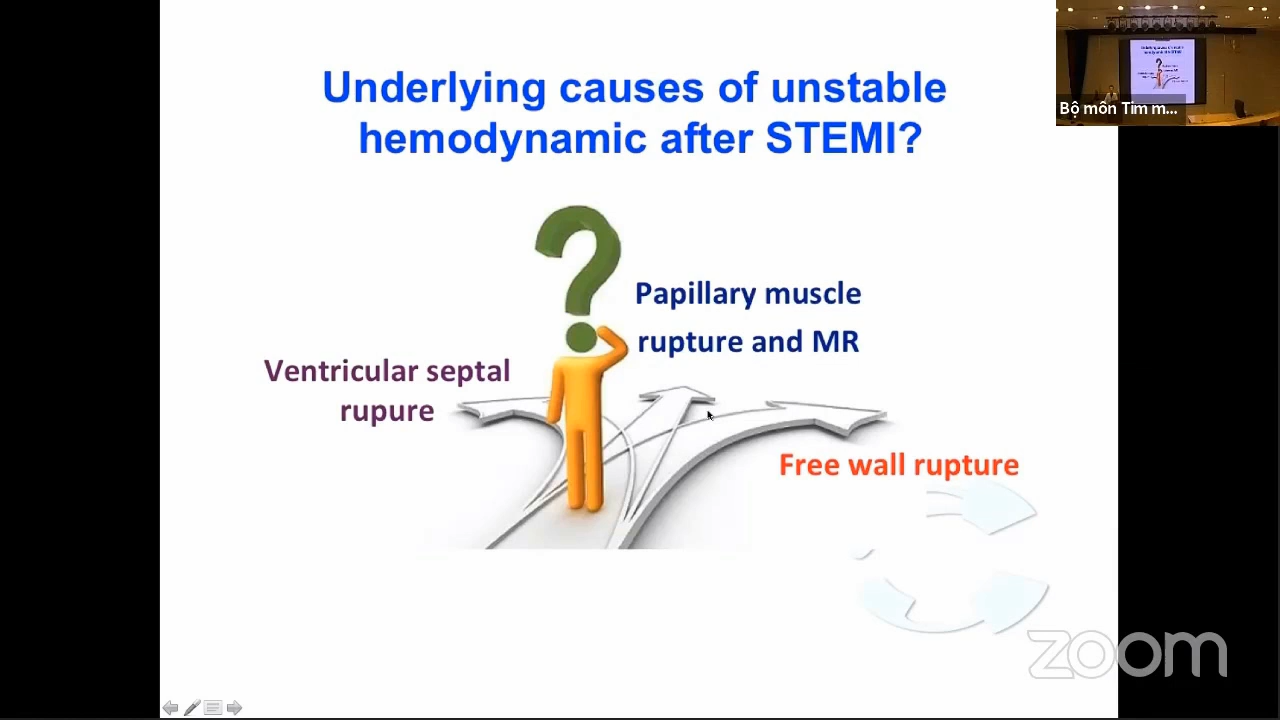 Underlying causes of unstable
hemodynamic after STEMI?
Papillary muscle
rupture and MR
Ventricular septal
rupure
Free wall rupture
Bộ môn Tim m...
zoom